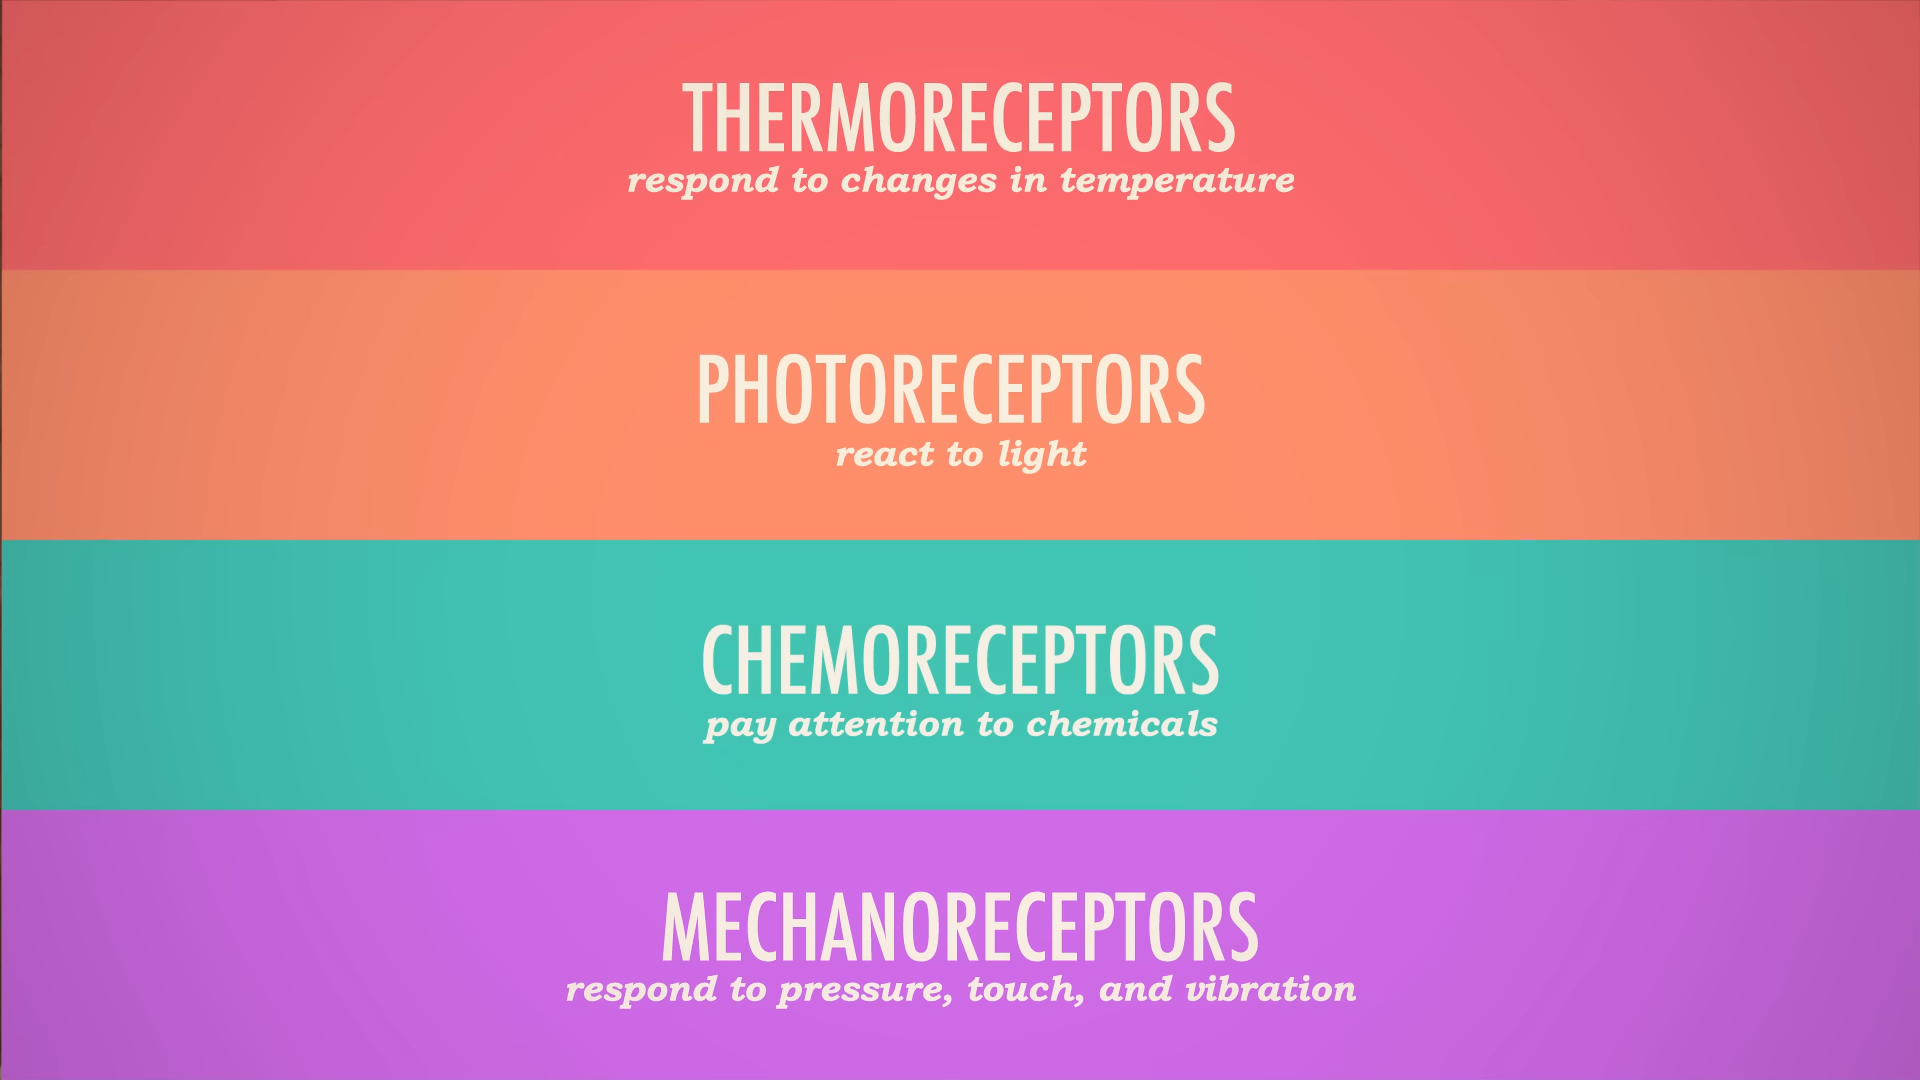 THERMORECEPTORS
respond to changes in temperature
PHOTORECEPTORS
react to light
CHEMORECEPTORS
pay attention to chemicals
MECHANORECEPTORS
respond to pressure, touch, and vibration